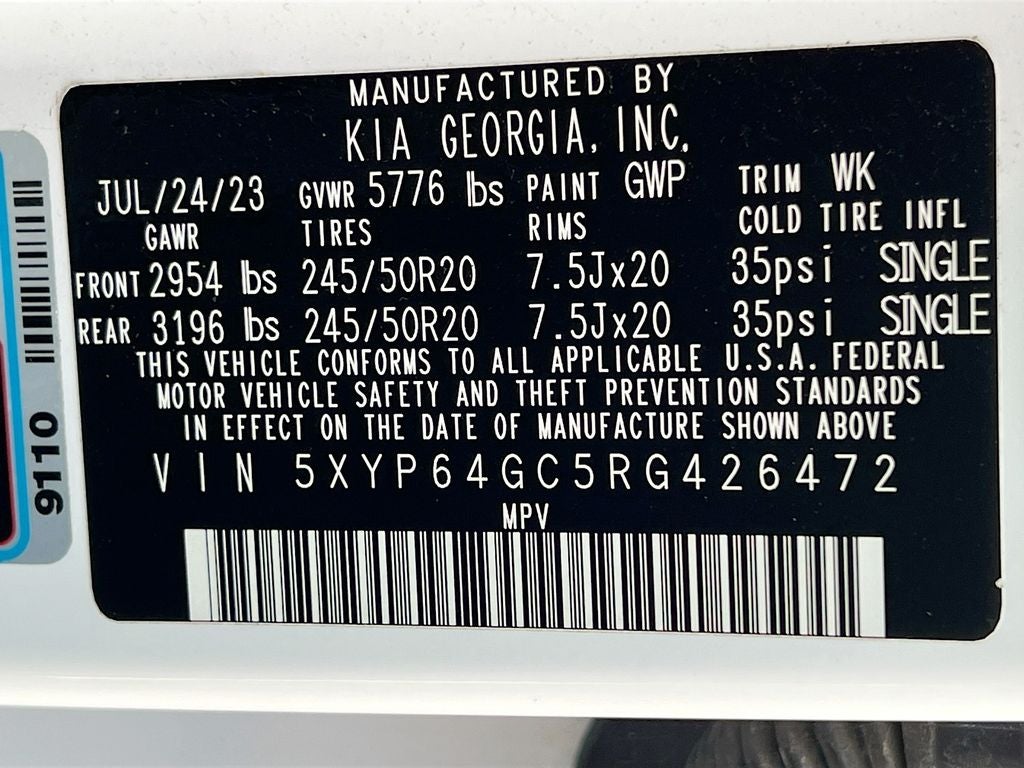 MANUFACTURED BY
KIA GEORGIA, INC.
JUL/24/23 GVWR 5776 lbs PAINT GWP TRIM WK
GAWR TIRES RIMS COLD TIRE INFL
FRONT 2954 lbs 245/50R20 7.5Jx20 35psi SINGLE
REAR 3196 lbs 245/50R20 7.5Jx20 35psi SINGLE
THIS VEHICLE CONFORMS TO ALL APPLICABLE U.S.A. FEDERAL
MOTOR VEHICLE SAFETY AND THEFT PREVENTION STANDARDS
IN EFFECT ON THE DATE OF MANUFACTURE SHOWN ABOVE
VIN 5XYP64GC5RG426472
MPV
9110